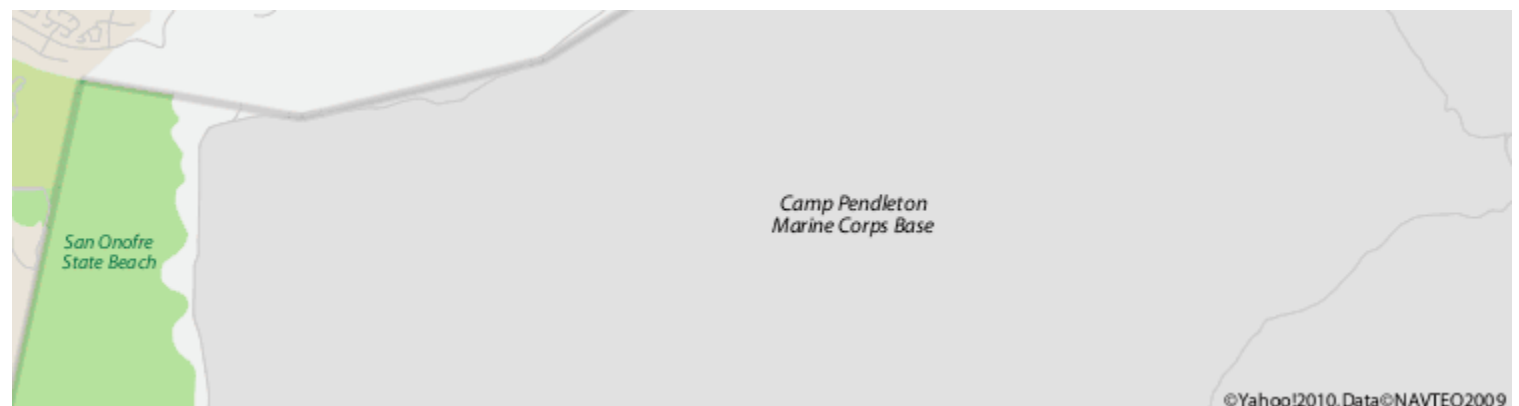 Camp Pendleton
Marine Corps Base
San Onofre
State Beach
©Yahoo!2010, Data©NAVTEQ2009